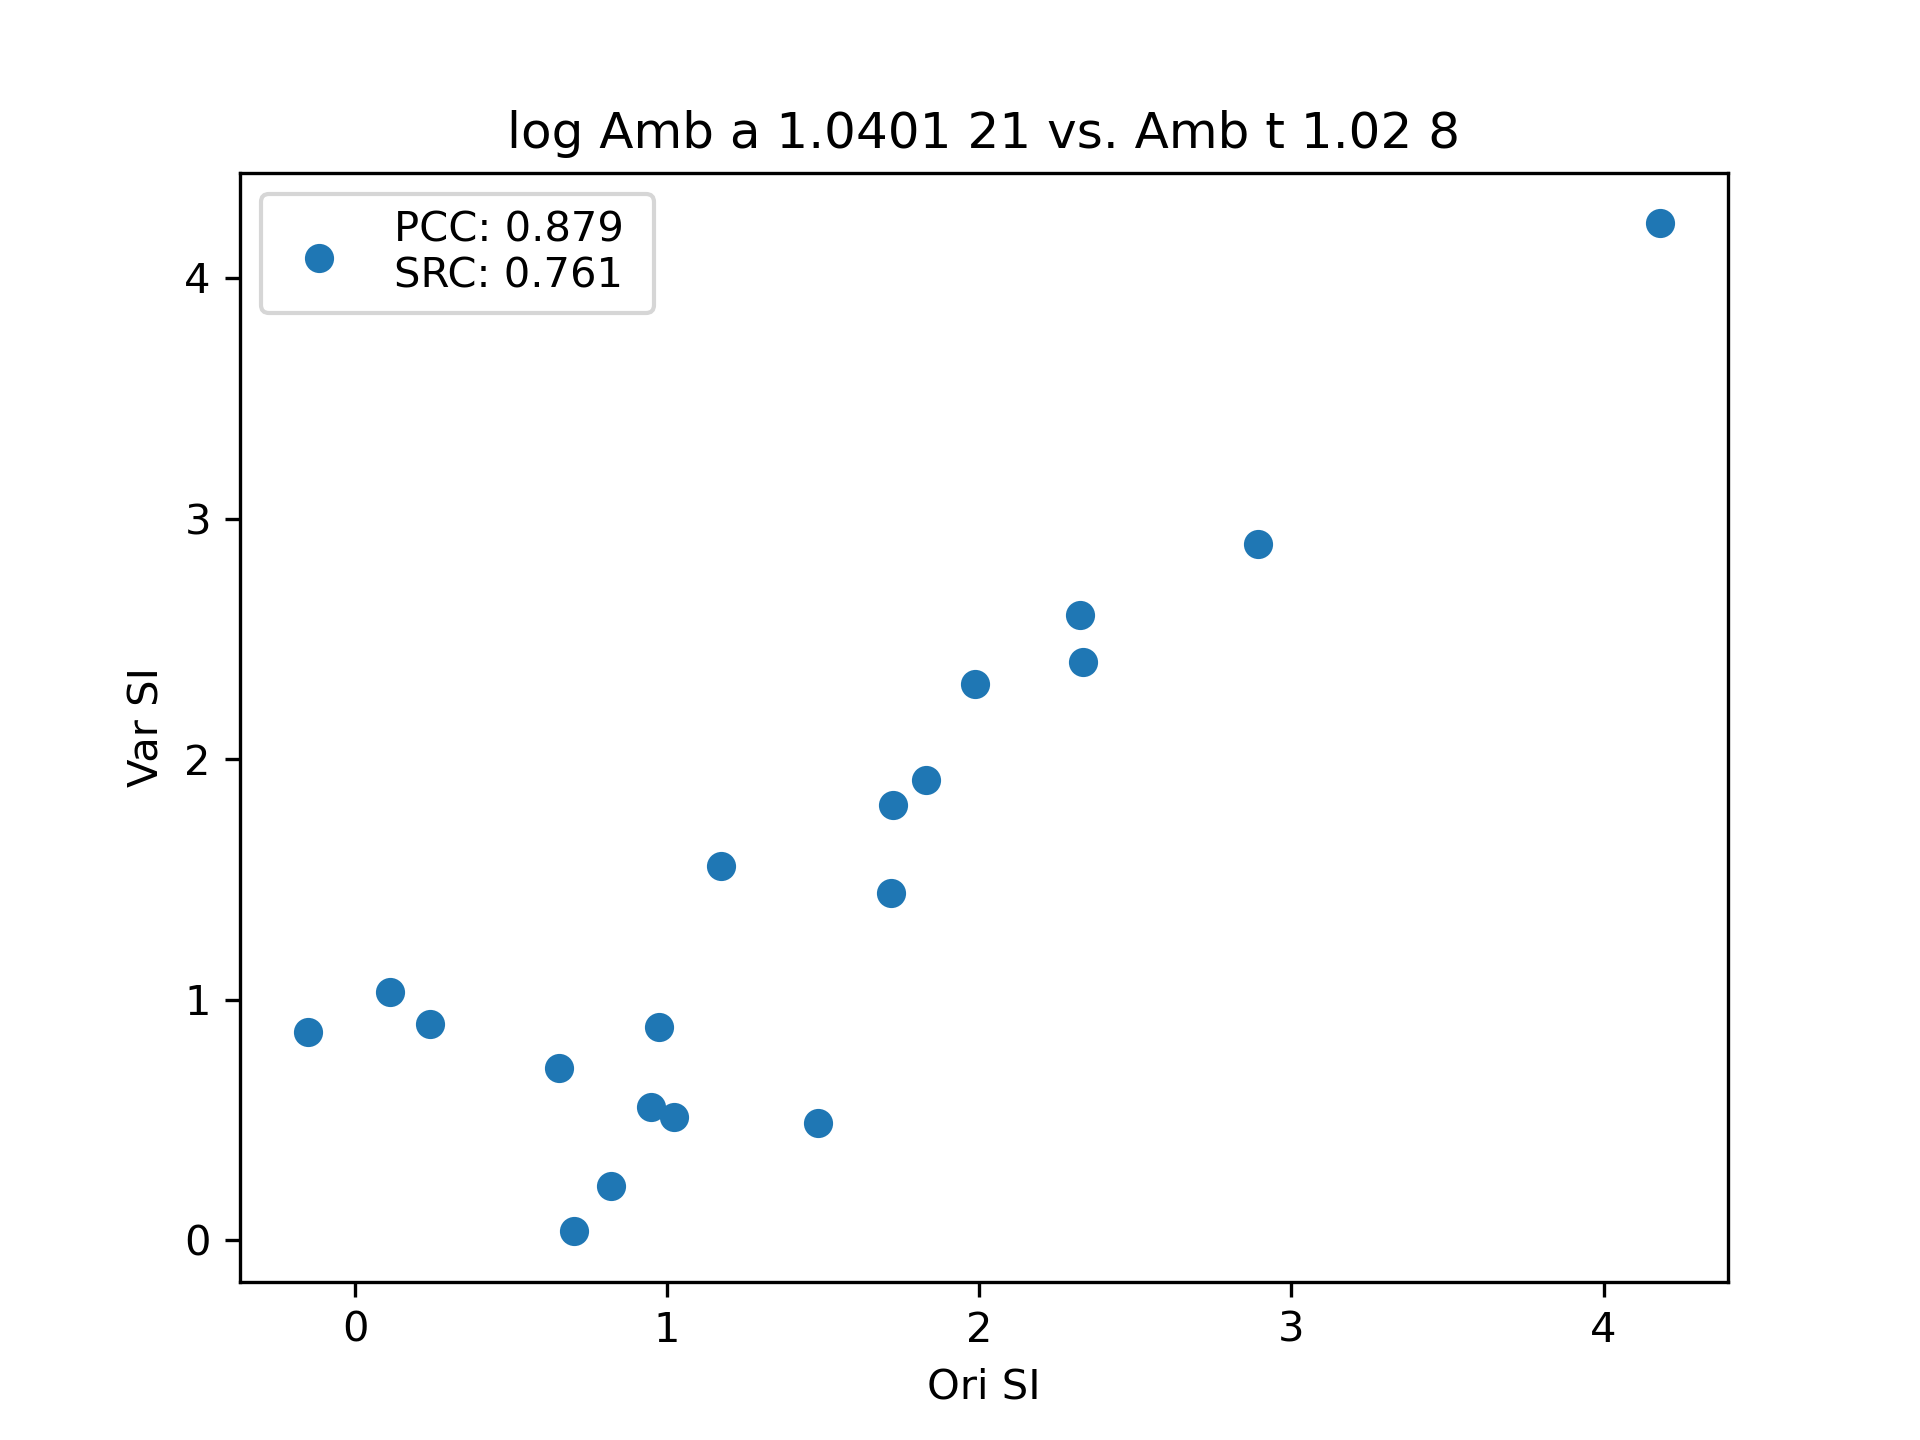 log Amb a 1.0401 21 vs. Amb t 1.02 8
PCC: 0.879
SRC: 0.761
4
3
2
1
0
Var SI
0 1 2 3 4
Ori SI